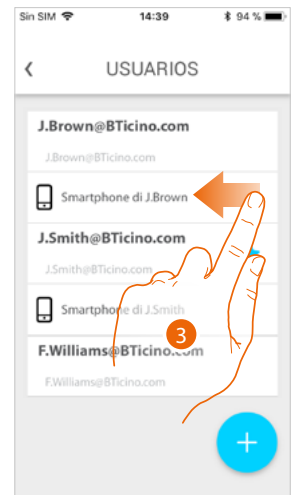 Sin SIM 14:39 94 %
USUARIOS
J.Brown@BTicino.com
J.Brown@BTicino.com
Smartphone di J.Brown
J.Smith@BTicino.com
J.Smith@BTicino.com
Smartphone di J.Smith
3
F.Williams@BTicino.com
F.Williams@BTicino.com
+